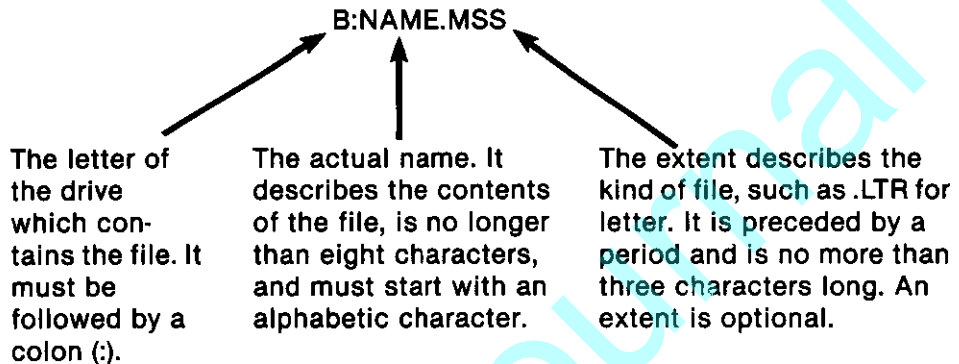 B:NAME.MSS
The letter of
the drive
which con-
tains the file. It
must be
followed by a
colon (:).
The actual name. It
describes the contents
of the file, is no longer
than eight characters,
and must start with an
alphabetic character.
The extent describes the
kind of file, such as .LTR for
letter. It is preceded by a
period and is no more than
three characters long. An
extent is optional.